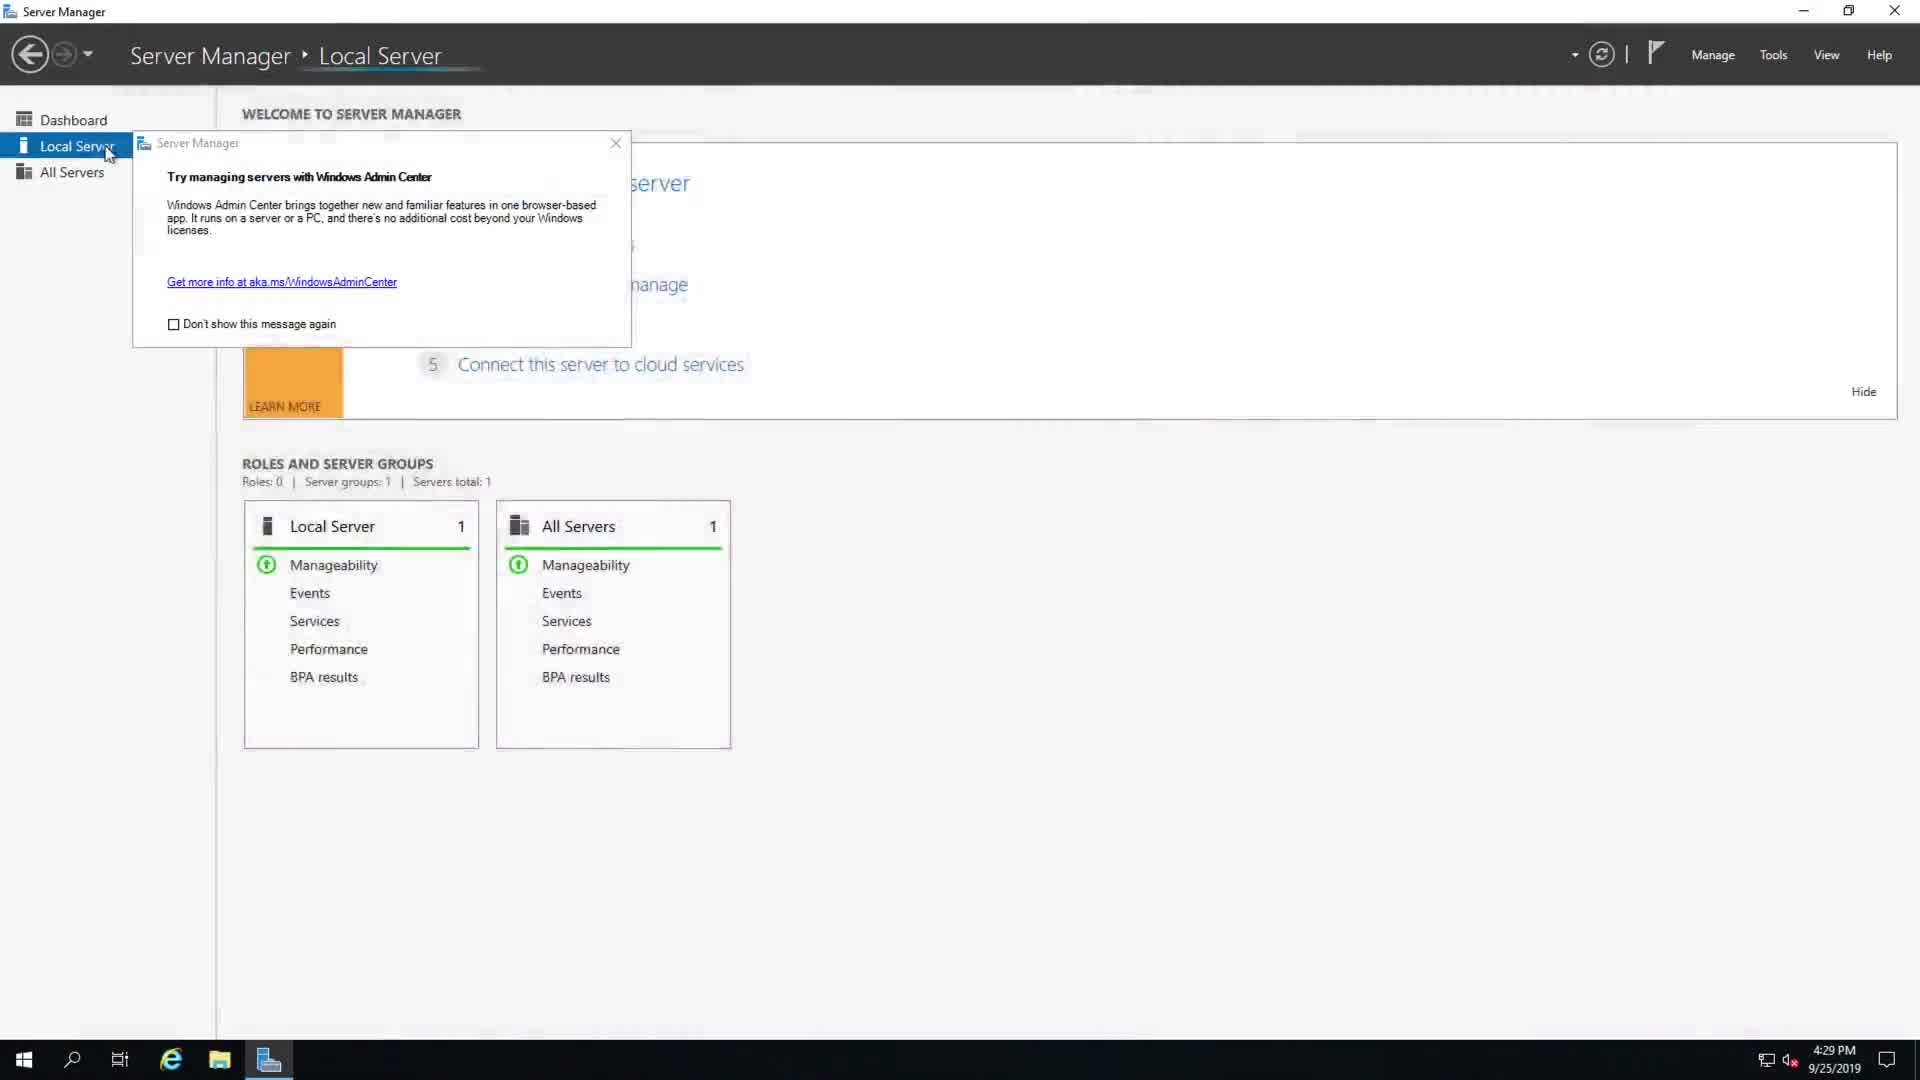 Server Manager
Server Manager ‣ Local Server
Manage
Tools
View
Help
Dashboard
Local Server
All Servers
WELCOME TO SERVER MANAGER
Server Manager
Try managing servers with Windows Admin Center
Windows Admin Center brings together new and familiar features in one browser-based
app. It runs on a server or a PC, and there's no additional cost beyond your Windows
licenses.
Get more info at aka.ms/WindowsAdminCenter
Don't show this message again
server
s
manage
5 Connect this server to cloud services
LEARN MORE
Hide
ROLES AND SERVER GROUPS
Roles: 0 | Server groups: 1 | Servers total: 1
Local Server 1
Manageability
Events
Services
Performance
BPA results
All Servers 1
Manageability
Events
Services
Performance
BPA results
4:29 PM
9/25/2019